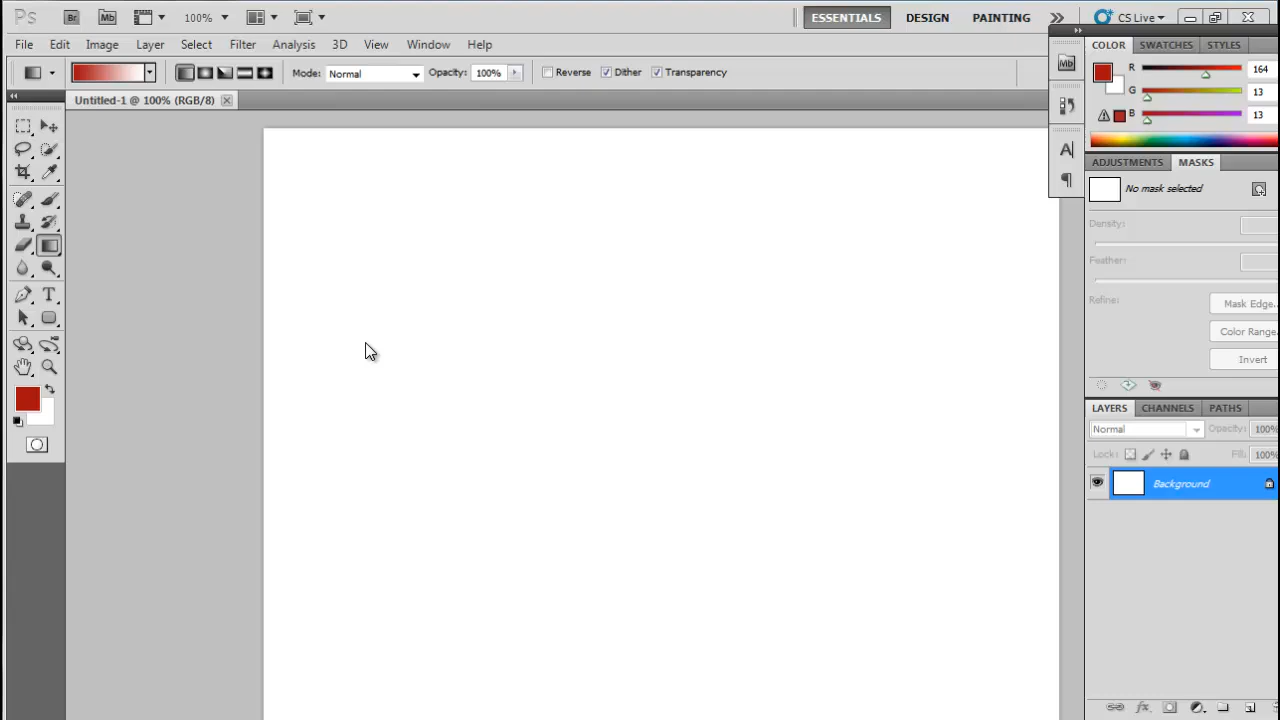 Ps Br Mb 100% ESSENTIALS DESIGN PAINTING CS Live
File Edit Image Layer Select Filter Analysis 3D View Window Help
Mode: Normal Opacity: 100% Reverse Dither Transparency
Untitled-1 @ 100% (RGB/8)
Mb
A
T
COLOR SWATCHES STYLES
R 164
G 13
B 13
ADJUSTMENTS MASKS
No mask selected
Density:
Feather:
Refine:
Mask Edge..
Color Range..
Invert
LAYERS CHANNELS PATHS
Normal Opacity: 100%
Lock: Fill: 100%
Background
fx